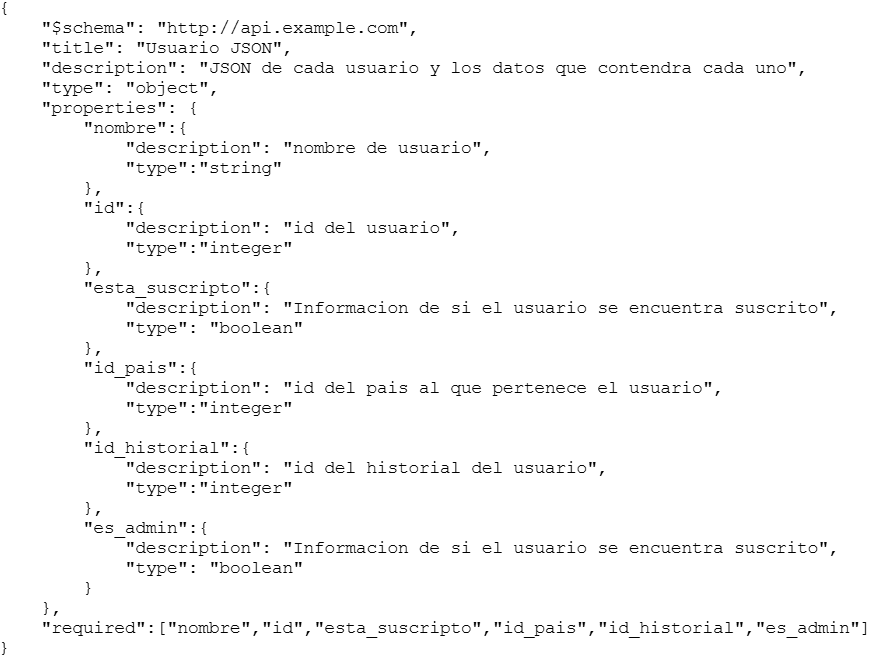 {
    "$schema": "http://api.example.com",
    "title": "Usuario JSON",
    "description": "JSON de cada usuario y los datos que contendra cada uno",
    "type": "object",
    "properties": {
        "nombre":{
            "description": "nombre de usuario",
            "type":"string"
        },
        "id":{
            "description": "id del usuario",
            "type":"integer"
        },
        "esta_suscripto":{
            "description": "Informacion de si el usuario se encuentra suscrito",
            "type": "boolean"
        },
        "id_pais":{
            "description": "id del pais al que pertenece el usuario",
            "type":"integer"
        },
        "id_historial":{
            "description": "id del historial del usuario",
            "type":"integer"
        },
        "es_admin":{
            "description": "Informacion de si el usuario se encuentra suscrito",
            "type": "boolean"
        }
    },
    "required":["nombre","id","esta_suscripto","id_pais","id_historial","es_admin"]
}